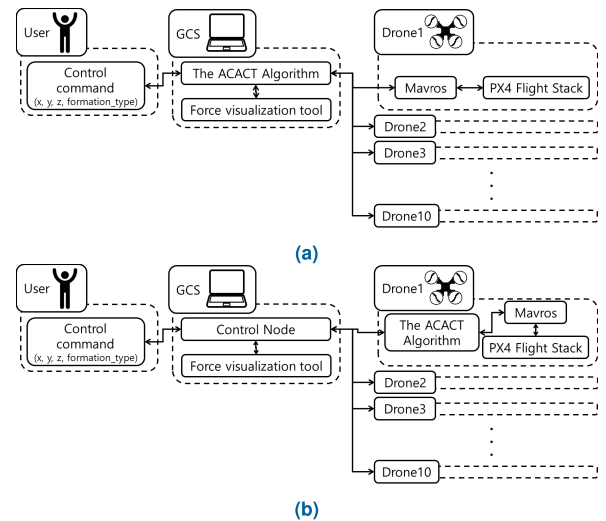 User
GCS
Drone1
Control
command
(x, y, z, formation_type)
The ACACT Algorithm
Force visualization tool
Mavros
PX4 Flight Stack
Drone2
Drone3
.
.
.
Drone10
(a)
User
GCS
Drone1
Control
command
(x, y, z, formation_type)
Control Node
Force visualization tool
The ACACT
Algorithm
Mavros
PX4 Flight Stack
Drone2
Drone3
.
.
.
Drone10
(b)